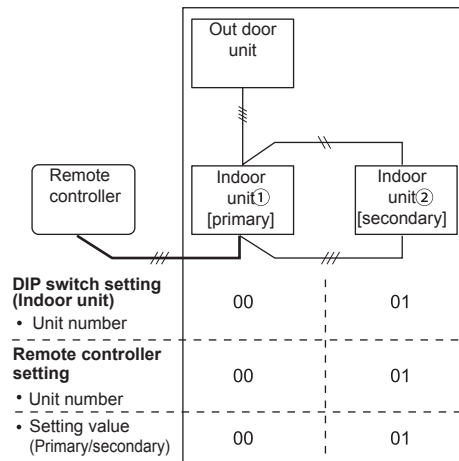 Out door
unit
Remote
controller
Indoor
unit①
[primary]
Indoor
unit②
[secondary]
DIP switch setting
(Indoor unit)
• Unit number
00
01
Remote controller
setting
• Unit number
00
01
• Setting value
(Primary/secondary)
00
01